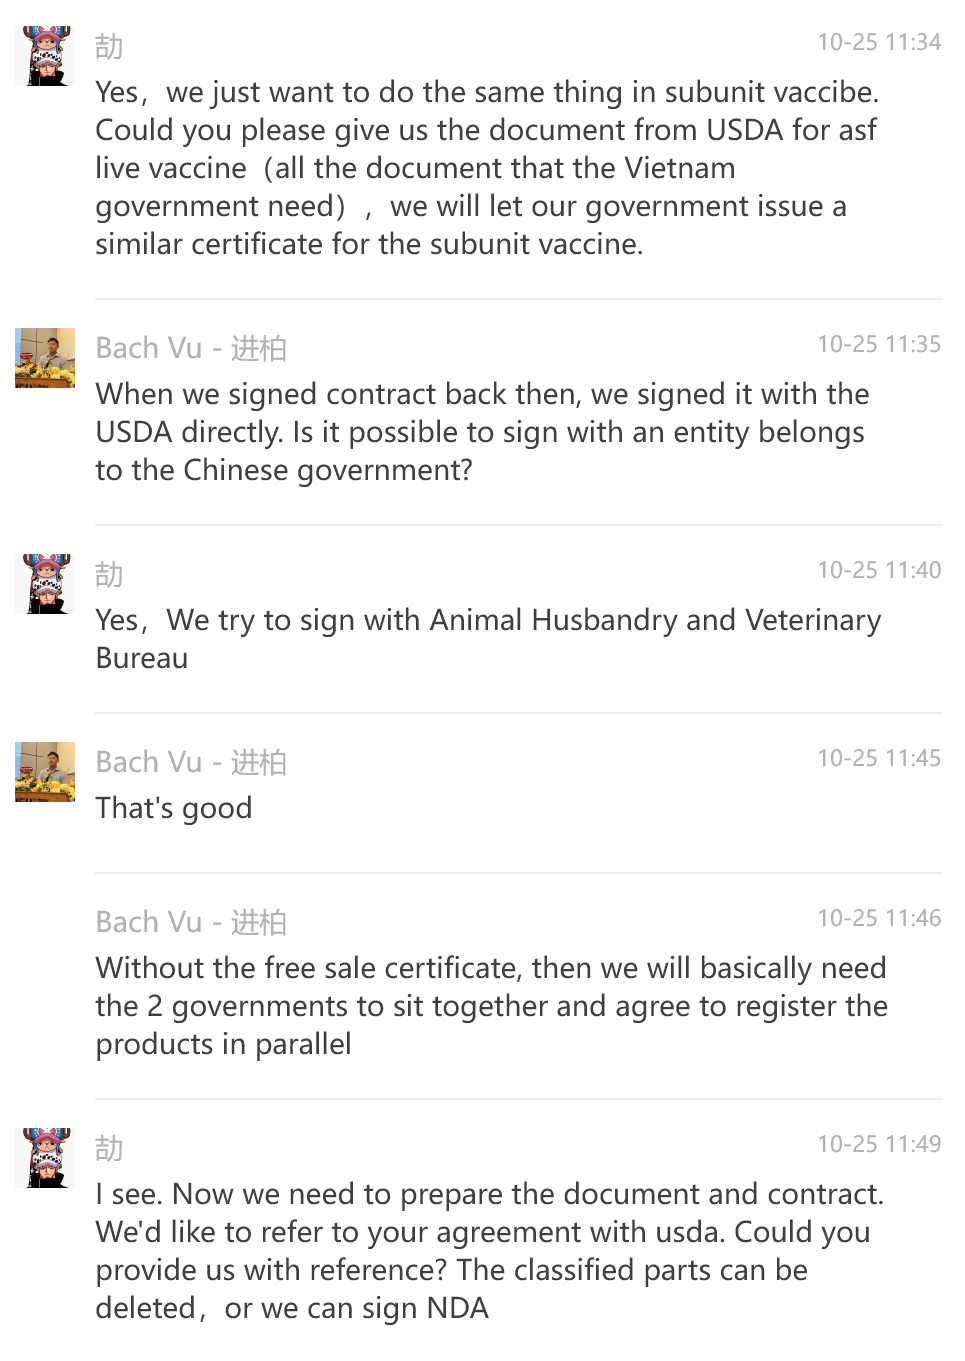 劼
10-25 11:34
Yes，we just want to do the same thing in subunit vaccibe.
Could you please give us the document from USDA for asf
live vaccine（all the document that the Vietnam
government need），we will let our government issue a
similar certificate for the subunit vaccine.
Bach Vu - 进柏
10-25 11:35
When we signed contract back then, we signed it with the
USDA directly. Is it possible to sign with an entity belongs
to the Chinese government?
劼
10-25 11:40
Yes，We try to sign with Animal Husbandry and Veterinary
Bureau
Bach Vu - 进柏
10-25 11:45
That's good
Bach Vu - 进柏
10-25 11:46
Without the free sale certificate, then we will basically need
the 2 governments to sit together and agree to register the
products in parallel
劼
10-25 11:49
I see. Now we need to prepare the document and contract.
We'd like to refer to your agreement with usda. Could you
provide us with reference? The classified parts can be
deleted，or we can sign NDA